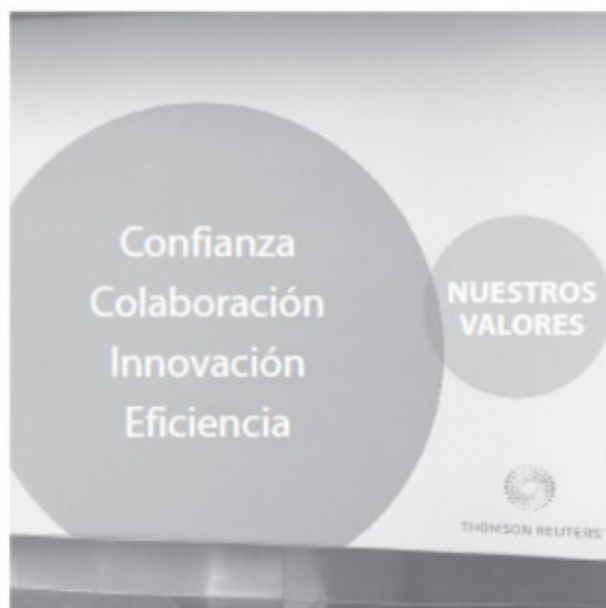 Confianza
Colaboración
Innovación
Eficiencia
NUESTROS
VALORES
THOMSON REUTERS